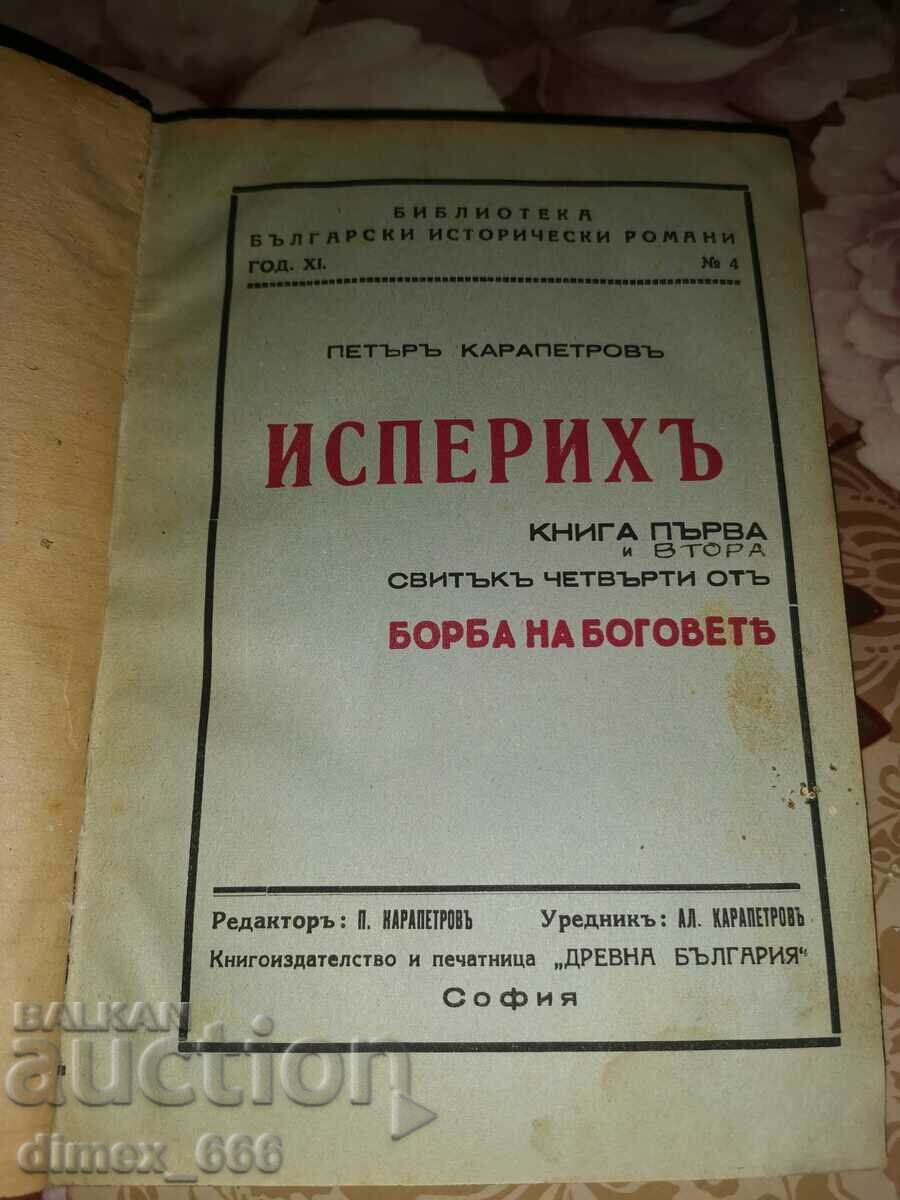 БИБЛИОТЕКА
БЪЛГАРСКИ ИСТОРИЧЕСКИ РОМАНИ
ГОД. XI. № 4
ПЕТЪРЪ КАРАПЕТРОВЪ
ИСПЕРИХЪ
КНИГА ПЪРВА
и ВТОРА
СВИТЪКЪ ЧЕТВЪРТИ ОТЪ
БОРБА НА БОГОВЕТѢ
Редакторъ: П. КАРАПЕТРОВЪ Уредникъ: АЛ. КАРАПЕТРОВЪ
Книгоиздателство и печатница „ДРЕВНА БЪЛГАРИЯ“
София
BALKAN
auction
dimex_666